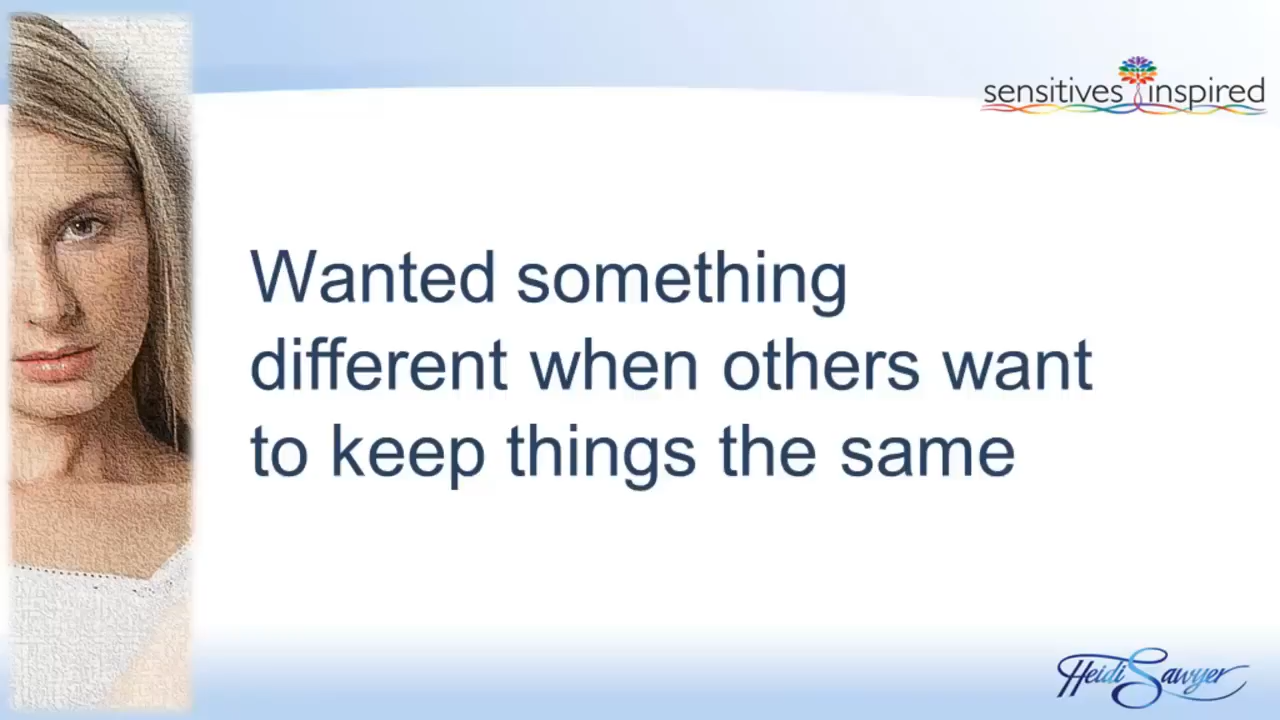 sensitives inspired
Wanted something
different when others want
to keep things the same
Heidi Sawyer